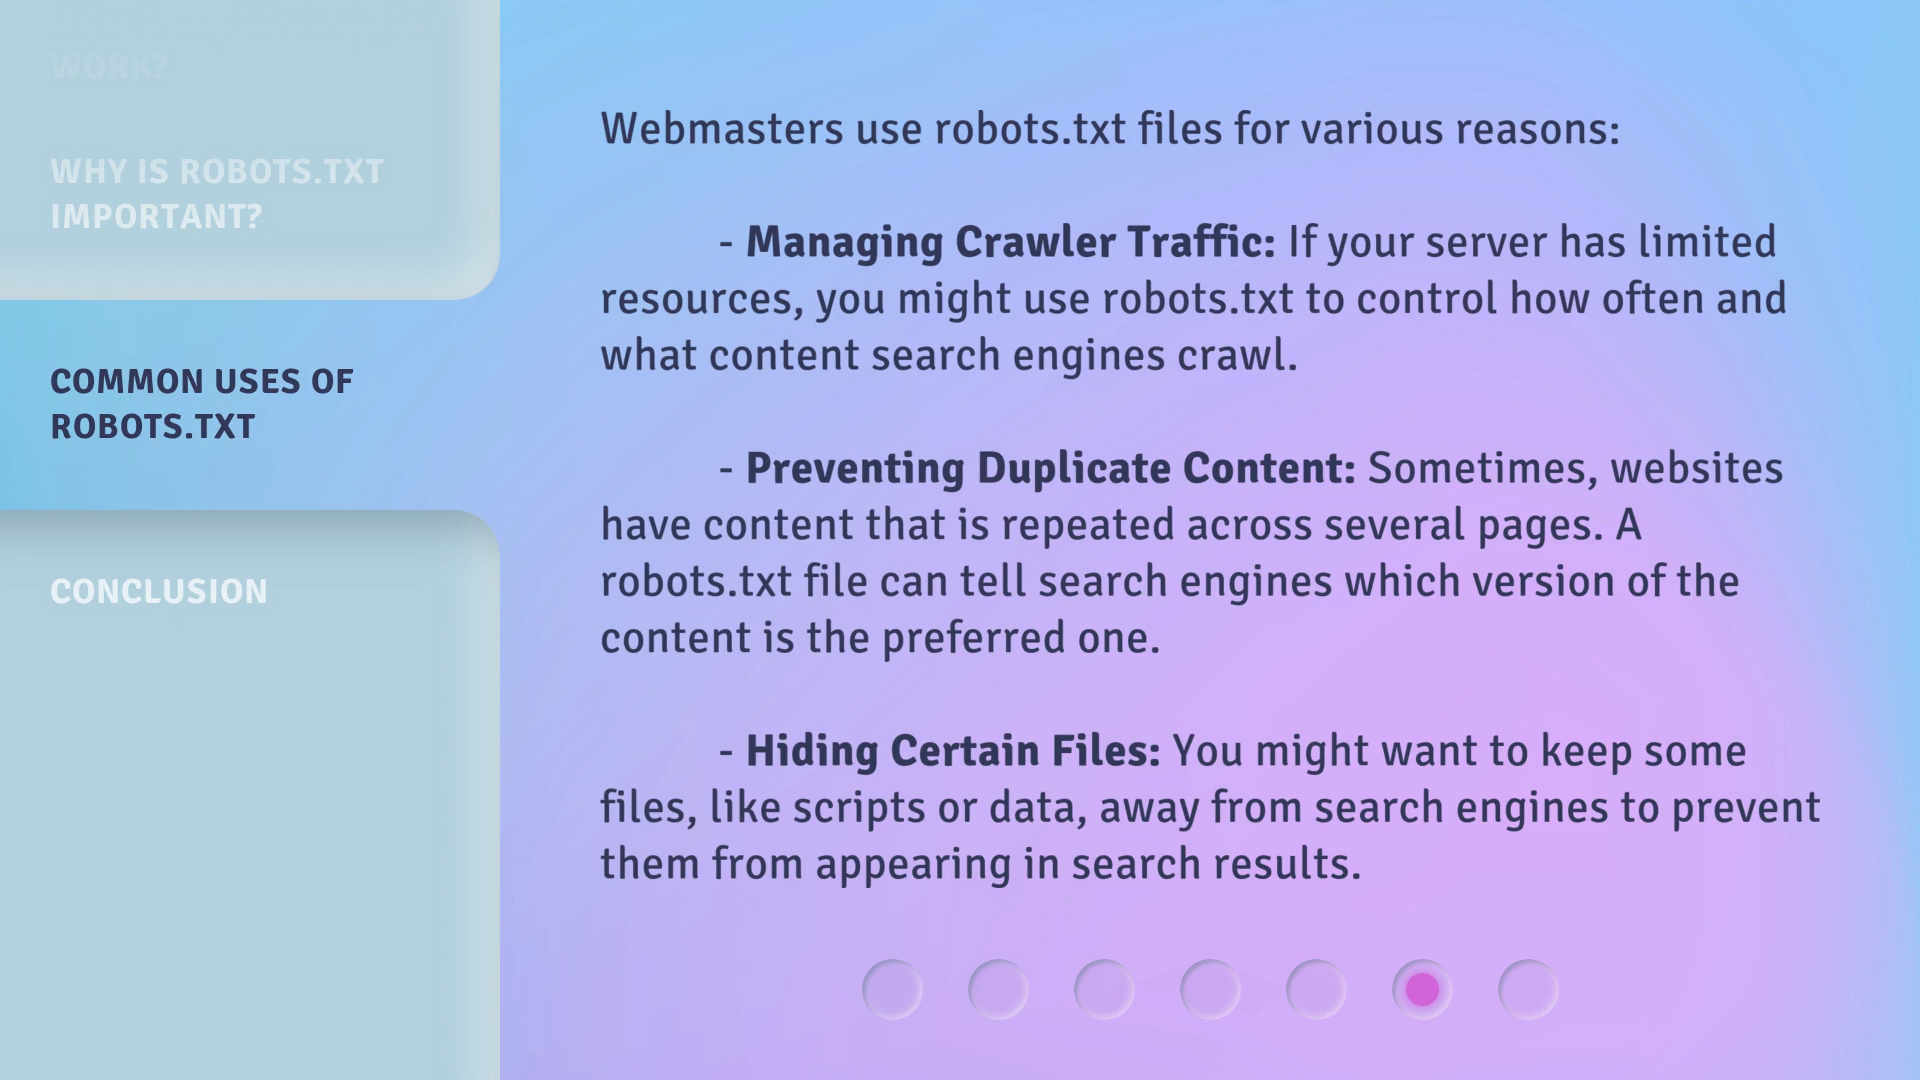 WORK?
WHY IS ROBOTS.TXT
IMPORTANT?
COMMON USES OF
ROBOTS.TXT
CONCLUSION
Webmasters use robots.txt files for various reasons:
- Managing Crawler Traffic: If your server has limited
resources, you might use robots.txt to control how often and
what content search engines crawl.
- Preventing Duplicate Content: Sometimes, websites
have content that is repeated across several pages. A
robots.txt file can tell search engines which version of the
content is the preferred one.
- Hiding Certain Files: You might want to keep some
files, like scripts or data, away from search engines to prevent
them from appearing in search results.